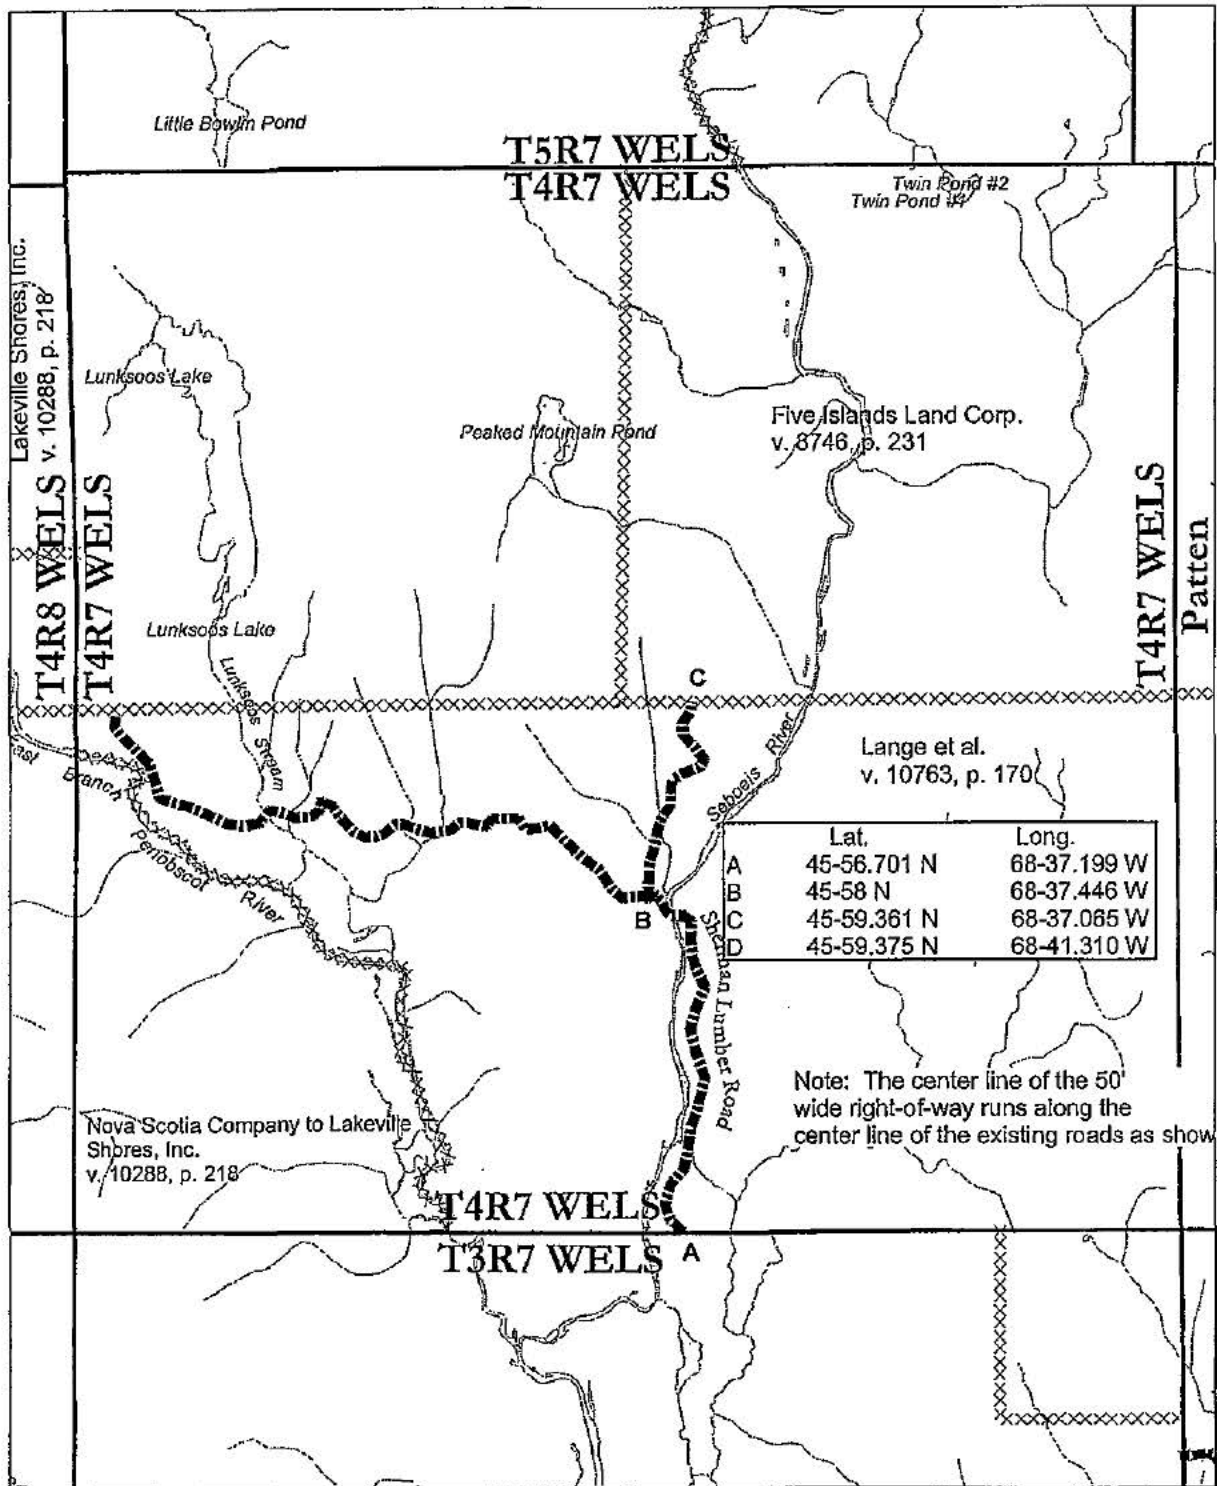 Little Bowlin Pond
T5R7 WELS
T4R7 WELS
Twin Pond #2
Twin Pond #1
Lakeville Shores, Inc.
v. 10288, p. 218
Lunksoos Lake
Peaked Mountain Pond
Five Islands Land Corp.
v. 8746, p. 231
T4R8 WELS
T4R7 WELS
T4R7 WELS
Patten
Lunksoos Lake
Lunksoos Stream
C
Seboeis River
Lange et al.
v. 10763, p. 170
ast Branch Penobscot River
Lat. Long.
A 45-56.701 N 68-37.199 W
B 45-58 N 68-37.446 W
C 45-59.361 N 68-37.065 W
D 45-59.375 N 68-41.310 W
B
Sherman Lumber Road
Note: The center line of the 50'
wide right-of-way runs along the
center line of the existing roads as show
Nova Scotia Company to Lakeville
Shores, Inc.
v. 10288, p. 218
T4R7 WELS
T3R7 WELS
A